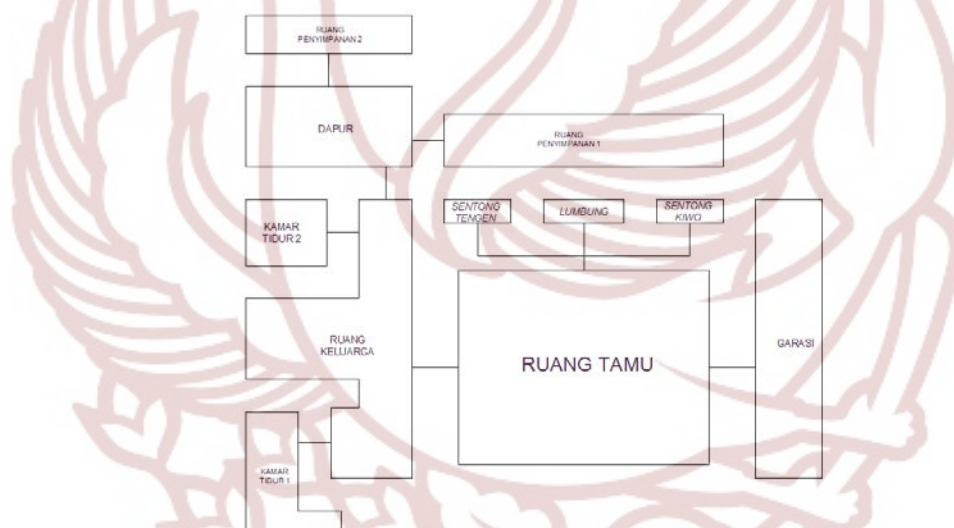 RUANG
PENYIMPANAN 2
DAPUR
RUANG
PENYIMPANAN 1
SENTONG
TENGEN
LUMBUNG
SENTONG
KIWO
KAMAR
TIDUR 2
RUANG
KELUARGA
RUANG TAMU
GARASI
KAMAR
TIDUR 1